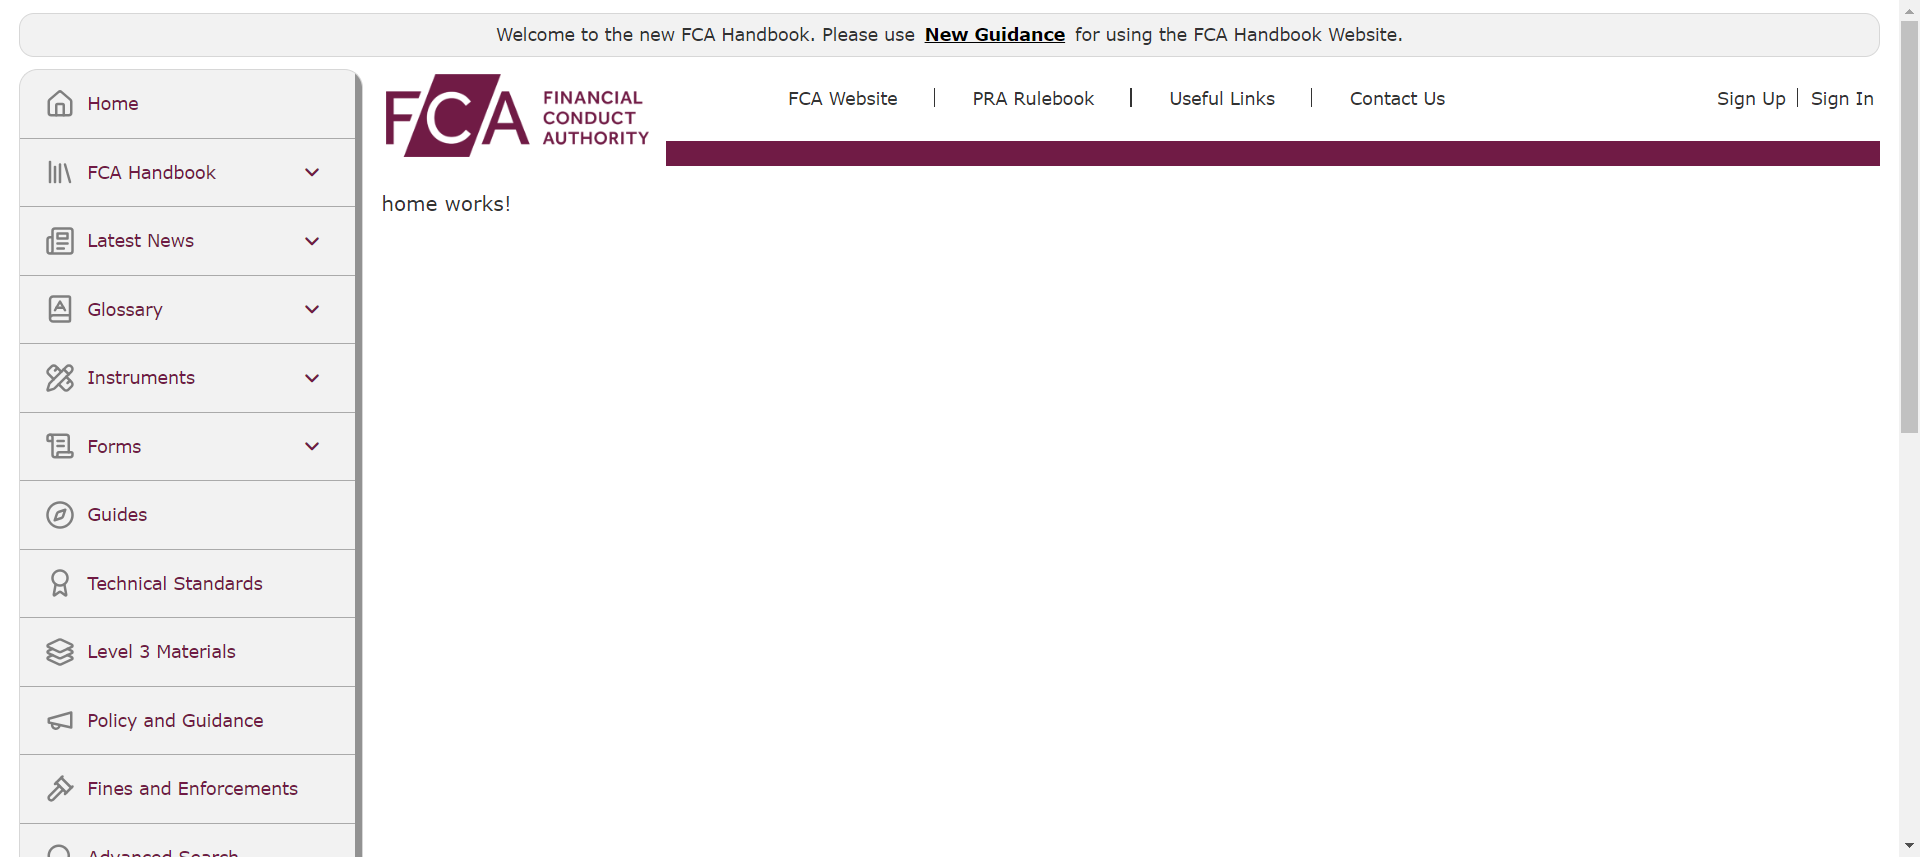 Welcome to the new FCA Handbook. Please use New Guidance for using the FCA Handbook Website.
Home
FCA Handbook
Latest News
Glossary
Instruments
Forms
Guides
Technical Standards
Level 3 Materials
Policy and Guidance
Fines and Enforcements
Advanced Search
FCA
FINANCIAL
CONDUCT
AUTHORITY
FCA Website | PRA Rulebook | Useful Links | Contact Us
Sign Up | Sign In
home works!